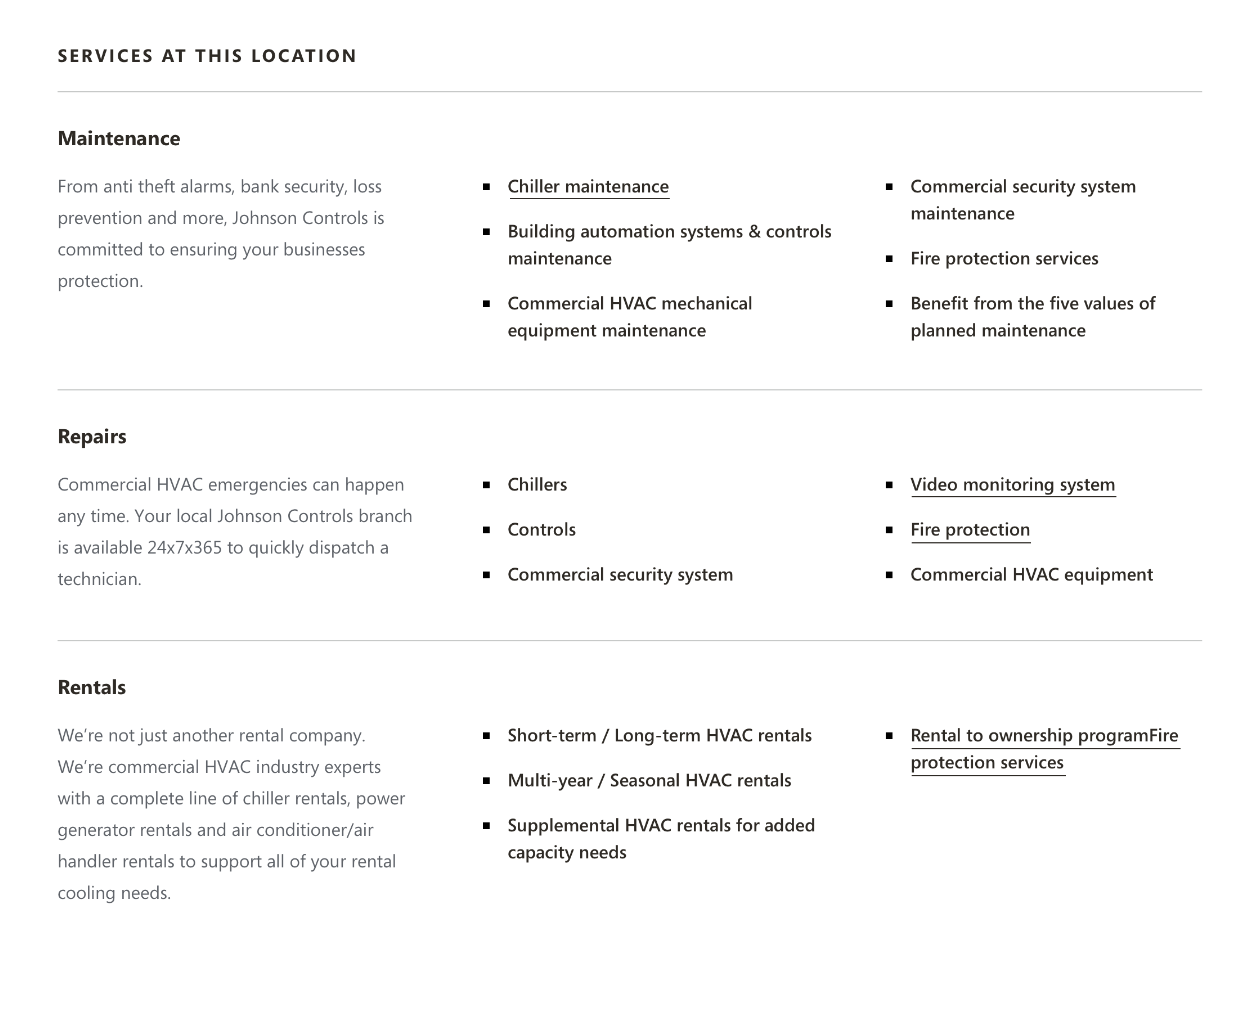 SERVICES AT THIS LOCATION
Maintenance
From anti theft alarms, bank security, loss
prevention and more, Johnson Controls is
committed to ensuring your businesses
protection.
Chiller maintenance
Building automation systems & controls
maintenance
Commercial HVAC mechanical
equipment maintenance
Commercial security system
maintenance
Fire protection services
Benefit from the five values of
planned maintenance
Repairs
Commercial HVAC emergencies can happen
any time. Your local Johnson Controls branch
is available 24x7x365 to quickly dispatch a
technician.
Chillers
Controls
Commercial security system
Video monitoring system
Fire protection
Commercial HVAC equipment
Rentals
We’re not just another rental company.
We’re commercial HVAC industry experts
with a complete line of chiller rentals, power
generator rentals and air conditioner/air
handler rentals to support all of your rental
cooling needs.
Short-term / Long-term HVAC rentals
Multi-year / Seasonal HVAC rentals
Supplemental HVAC rentals for added
capacity needs
Rental to ownership programFire
protection services